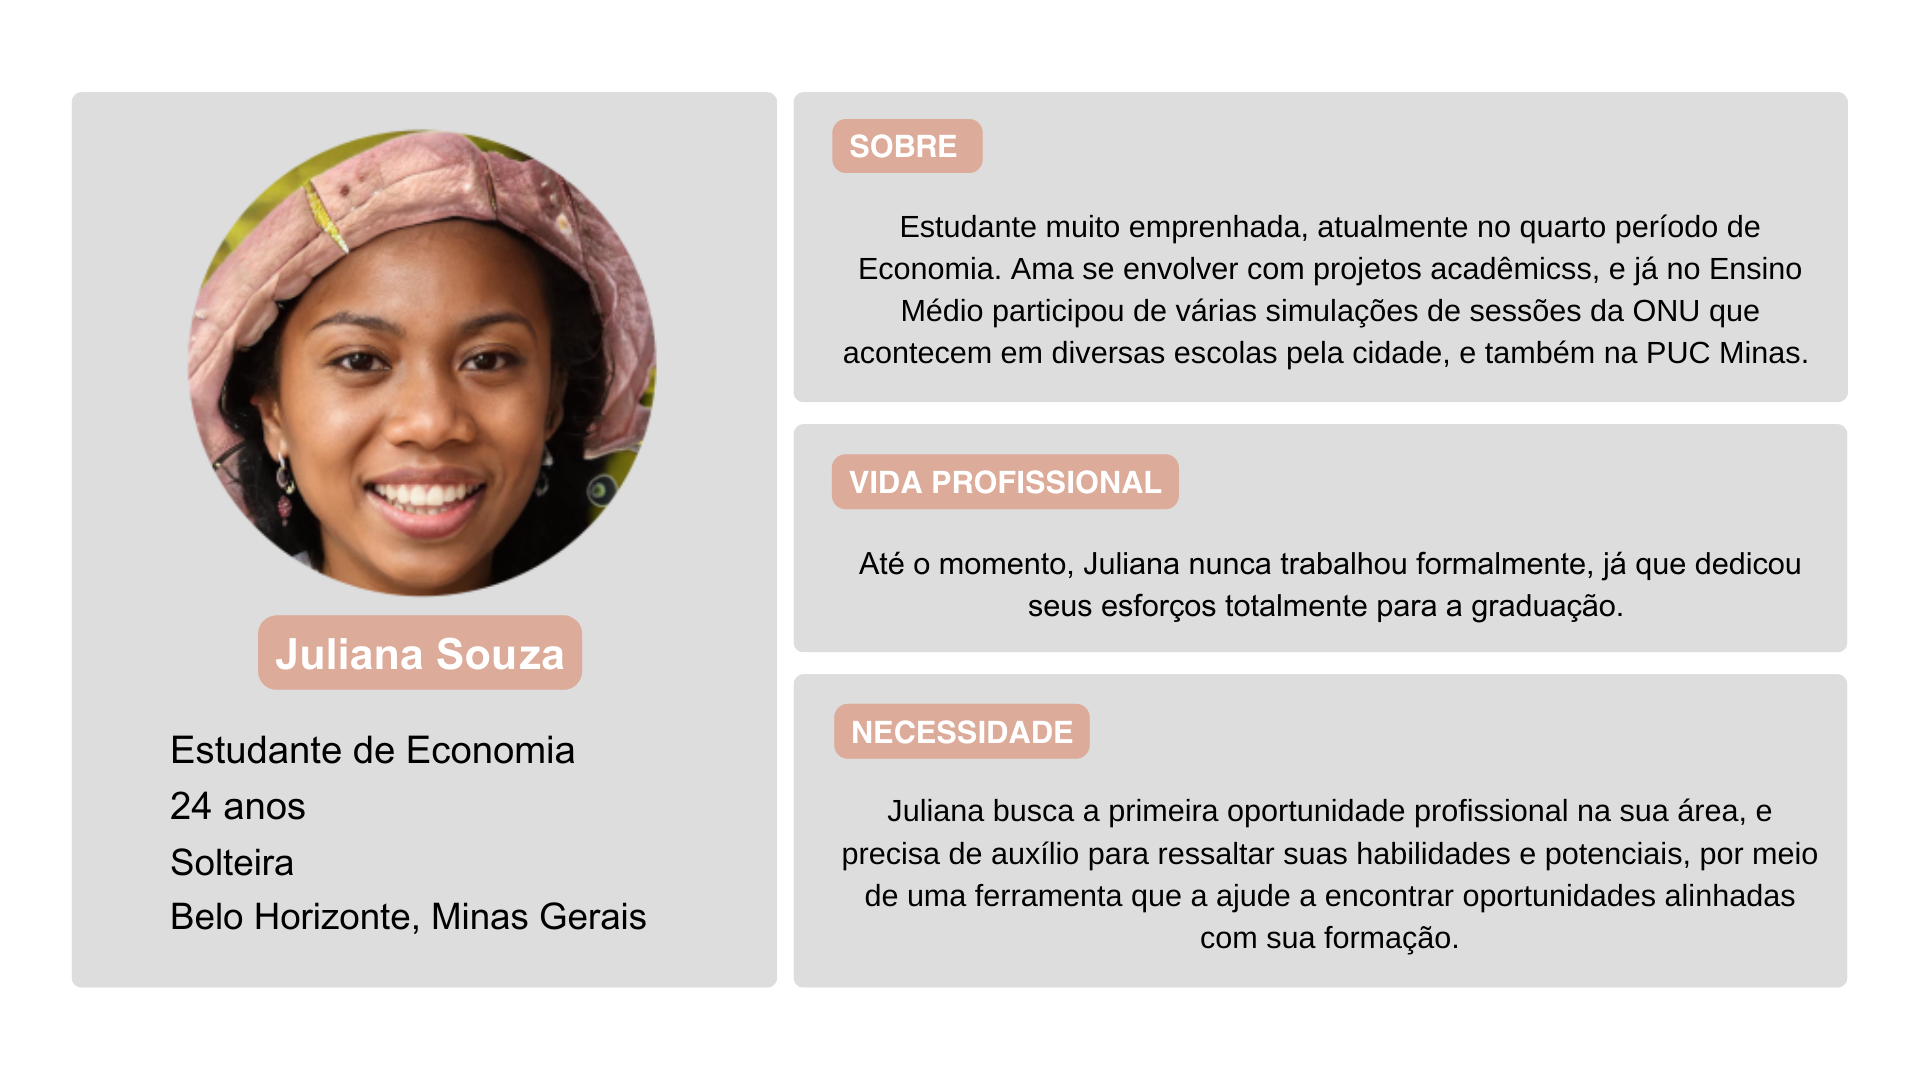 Juliana Souza
Estudante de Economia
24 anos
Solteira
Belo Horizonte, Minas Gerais
SOBRE
Estudante muito emprenhada, atualmente no quarto período de
Economia. Ama se envolver com projetos acadêmicss, e já no Ensino
Médio participou de várias simulações de sessões da ONU que
acontecem em diversas escolas pela cidade, e também na PUC Minas.
VIDA PROFISSIONAL
Até o momento, Juliana nunca trabalhou formalmente, já que dedicou
seus esforços totalmente para a graduação.
NECESSIDADE
Juliana busca a primeira oportunidade profissional na sua área, e
precisa de auxílio para ressaltar suas habilidades e potenciais, por meio
de uma ferramenta que a ajude a encontrar oportunidades alinhadas
com sua formação.